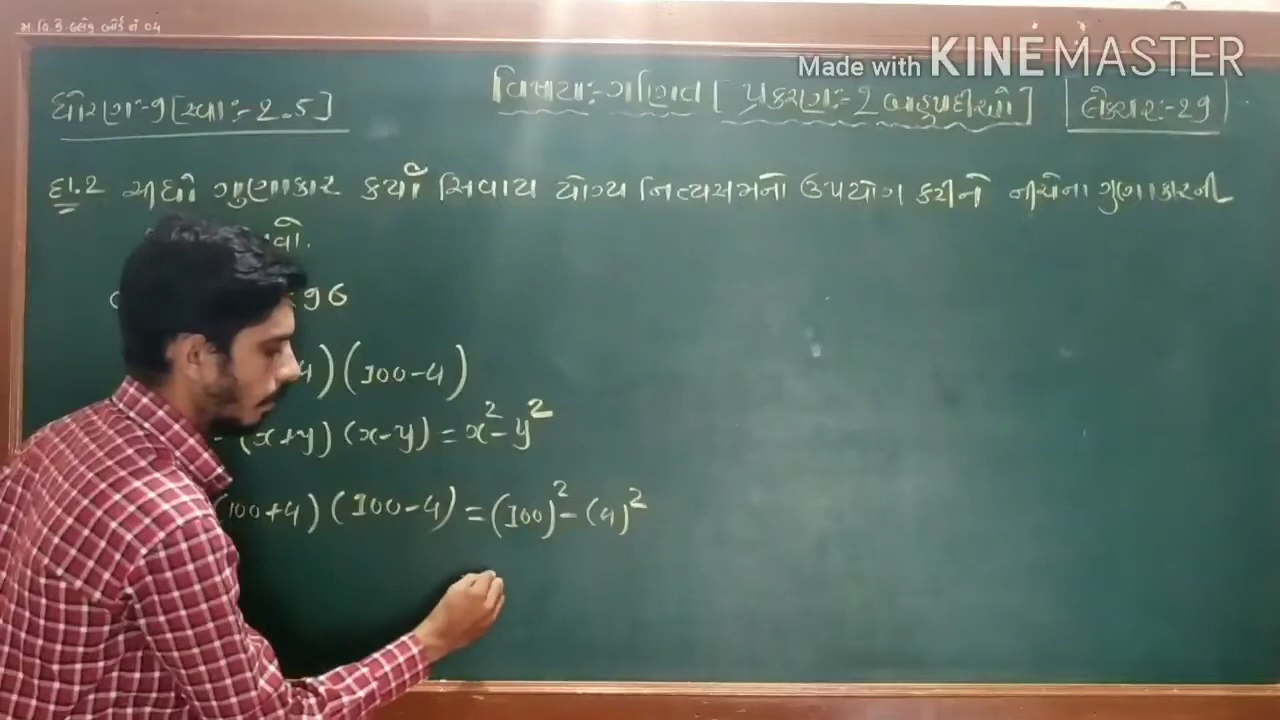 Made with KINEMASTER
ધોરણ:-9 [સ્વા:-2.5] વિષય:-ગણિત [પ્રકરણ:-2 બહુપદીઓ] લેક્ચર:-29
દા.2 સીધો ગુણાકાર કર્યા સિવાય યોગ્ય નિત્યસમનો ઉપયોગ કરીને નીચેના ગુણાકારની
96
4) (100-4)
(x+y) (x-y) = x²-y²
(100+4) (100-4) = (100)²-(4)²